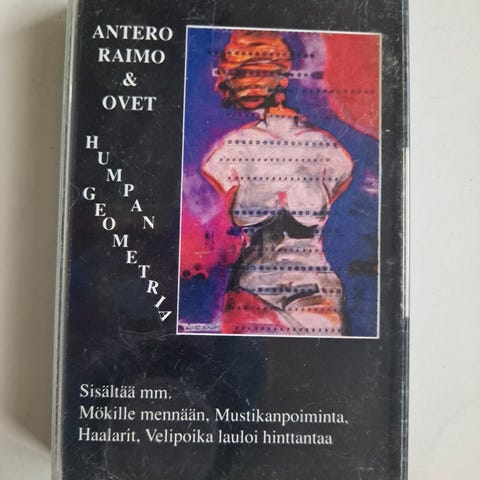 ANTERO
RAIMO
&
OVET
HUMPAN
GEOMETRIA
Sisältää mm.
Mökille mennään, Mustikanpoiminta,
Haalarit, Velipoika lauloi hinttantaa